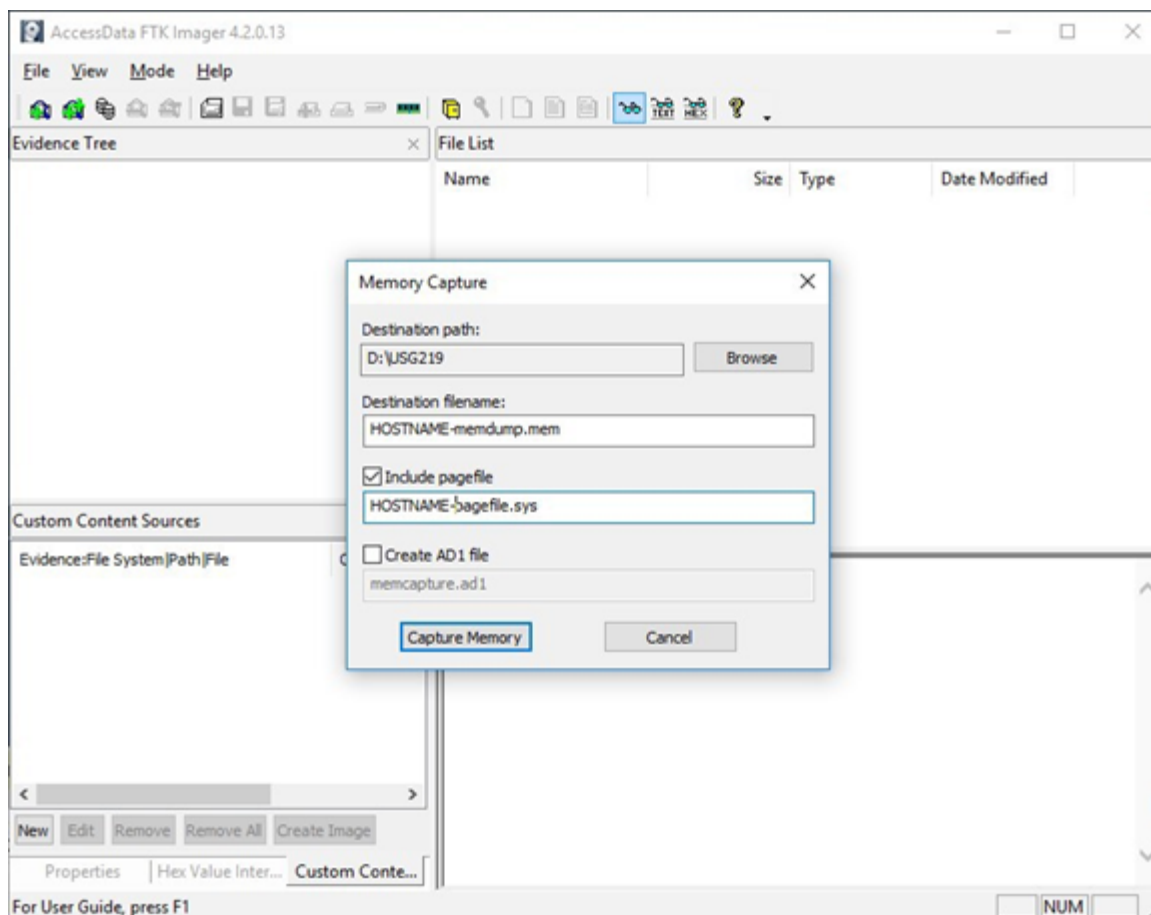 AccessData FTK Imager 4.2.0.13
File View Mode Help
TEXT HEX
Evidence Tree
File List
Name Size Type Date Modified
Memory Capture
Destination path:
D:\USG219
Browse
Destination filename:
HOSTNAME-memdump.mem
Include pagefile
HOSTNAME-pagefile.sys
Create AD1 file
memcapture.ad1
Capture Memory
Cancel
Custom Content Sources
Evidence:File System|Path|File
New Edit Remove Remove All Create Image
Properties Hex Value Inter... Custom Conte...
For User Guide, press F1
NUM